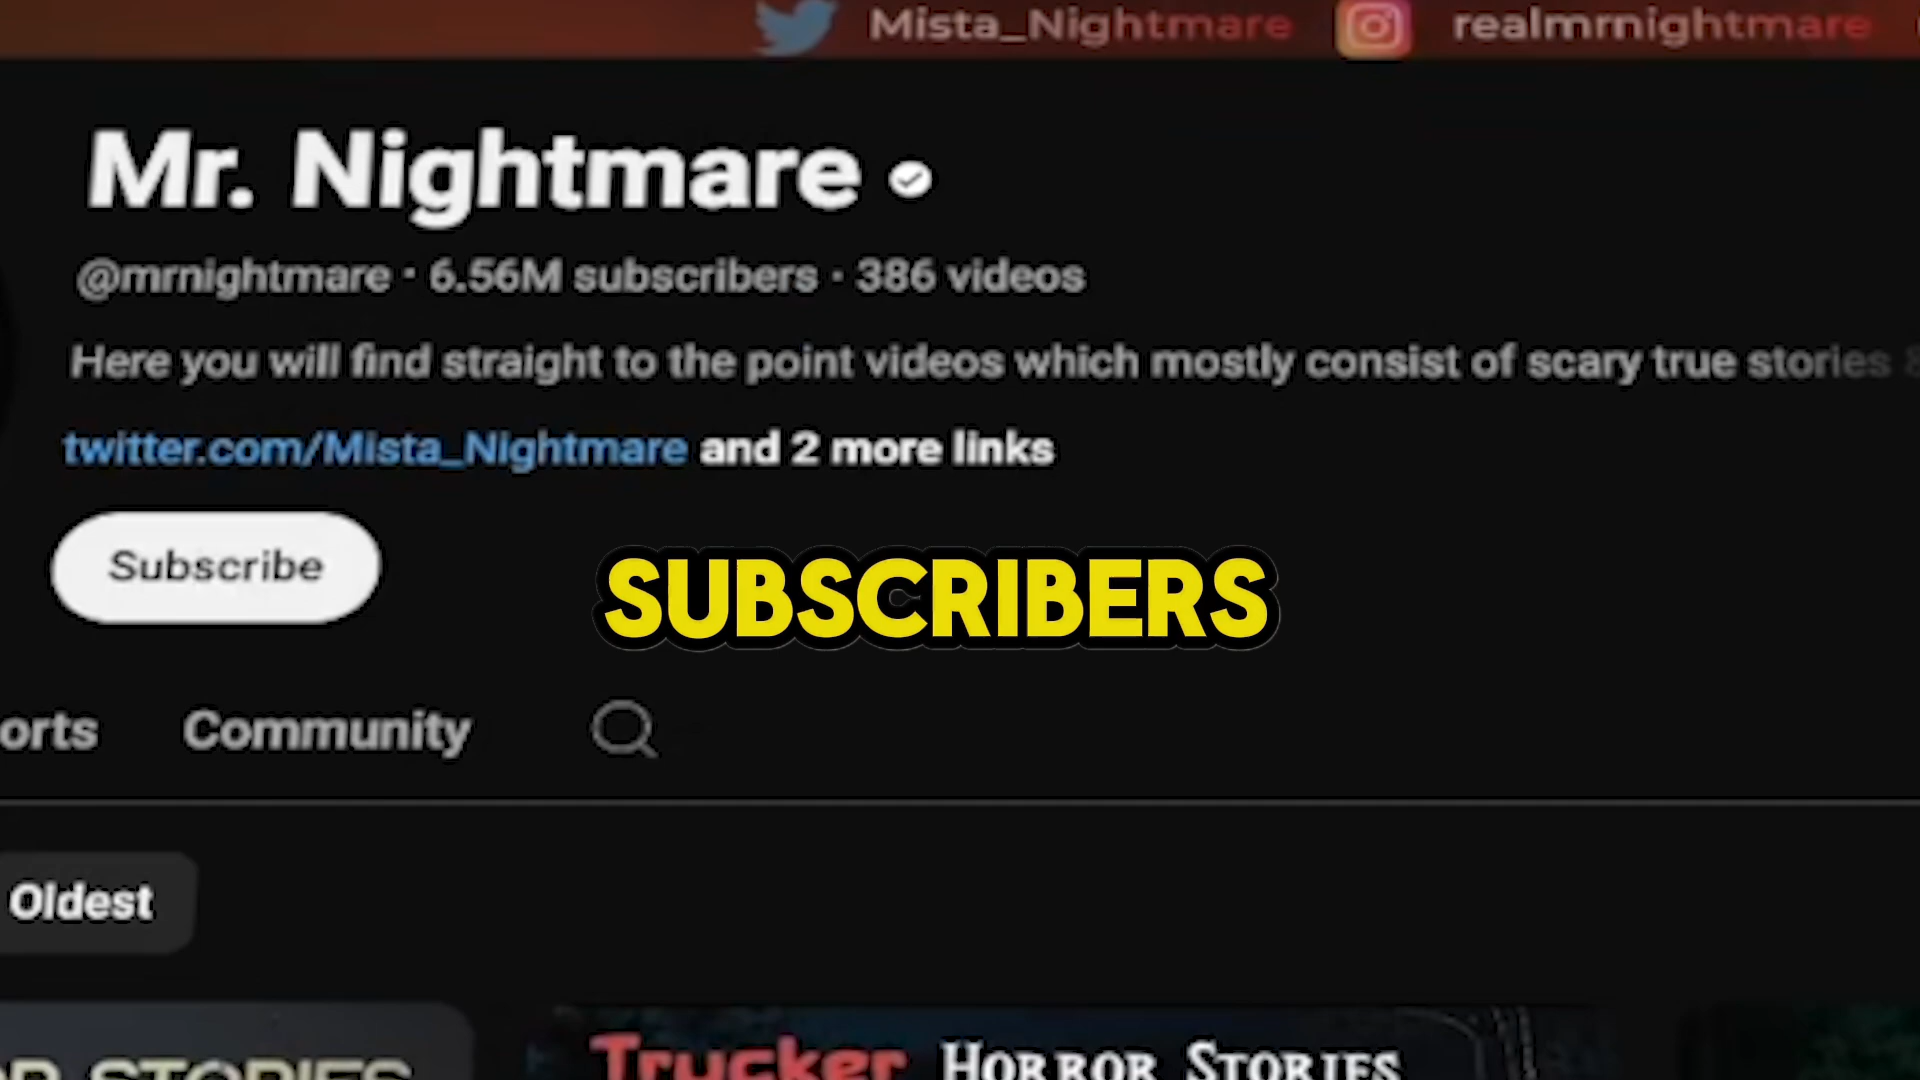 Mista_Nightmare realmrnightmare
Mr. Nightmare
@mrnightmare · 6.56M subscribers · 386 videos
Here you will find straight to the point videos which mostly consist of scary true stories
twitter.com/Mista_Nightmare and 2 more links
Subscribe
SUBSCRIBERS
orts Community
Oldest
STORIES
Trucker HORROR STORIES